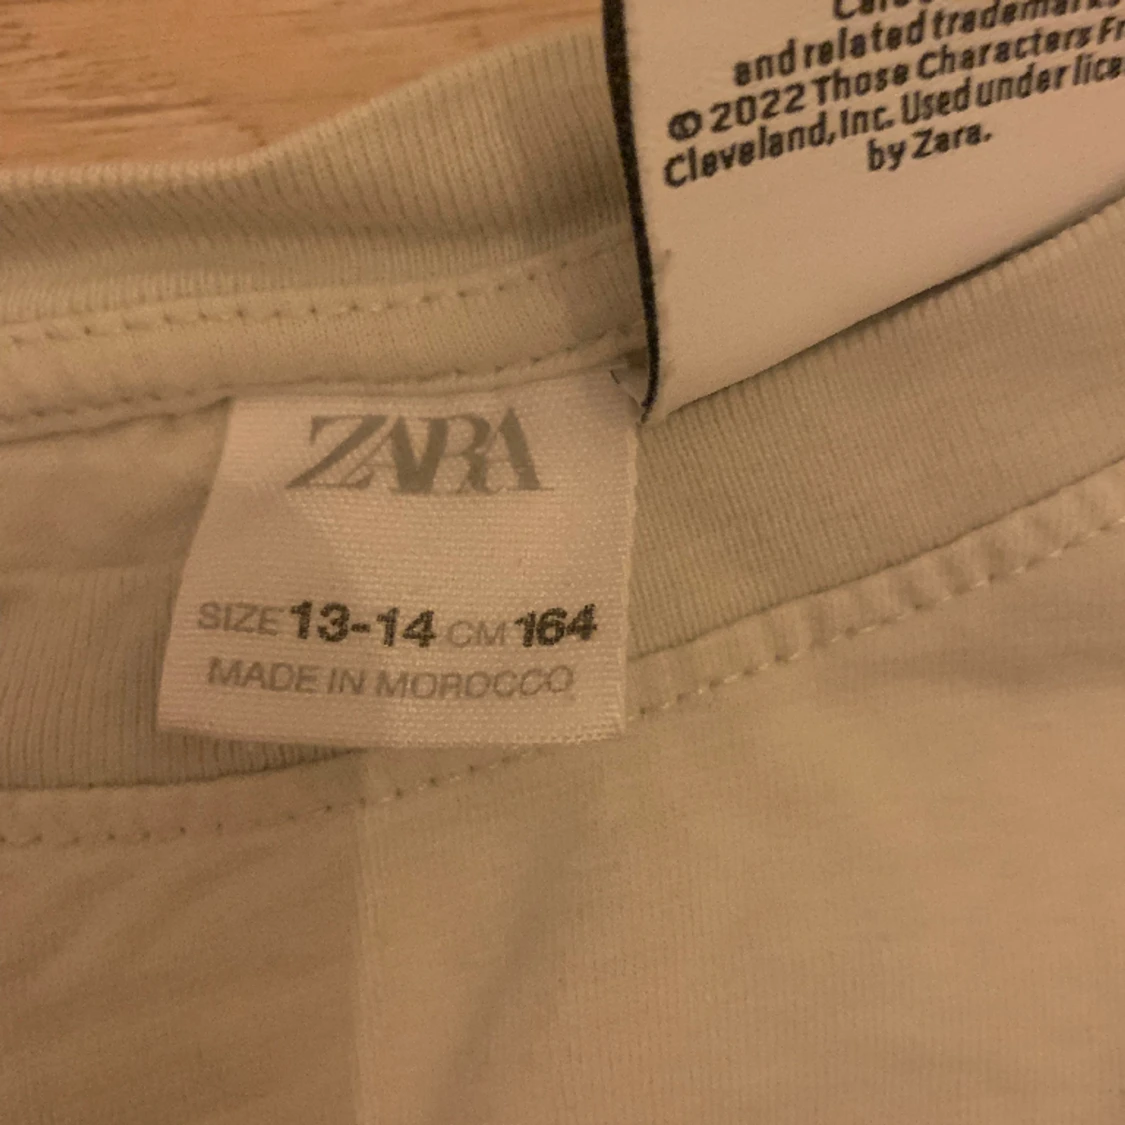 and related trademarks
© 2022 Those Characters
Cleveland, Inc. Used under
by Zara.
ZARA
SIZE 13-14 CM 164
MADE IN MOROCCO